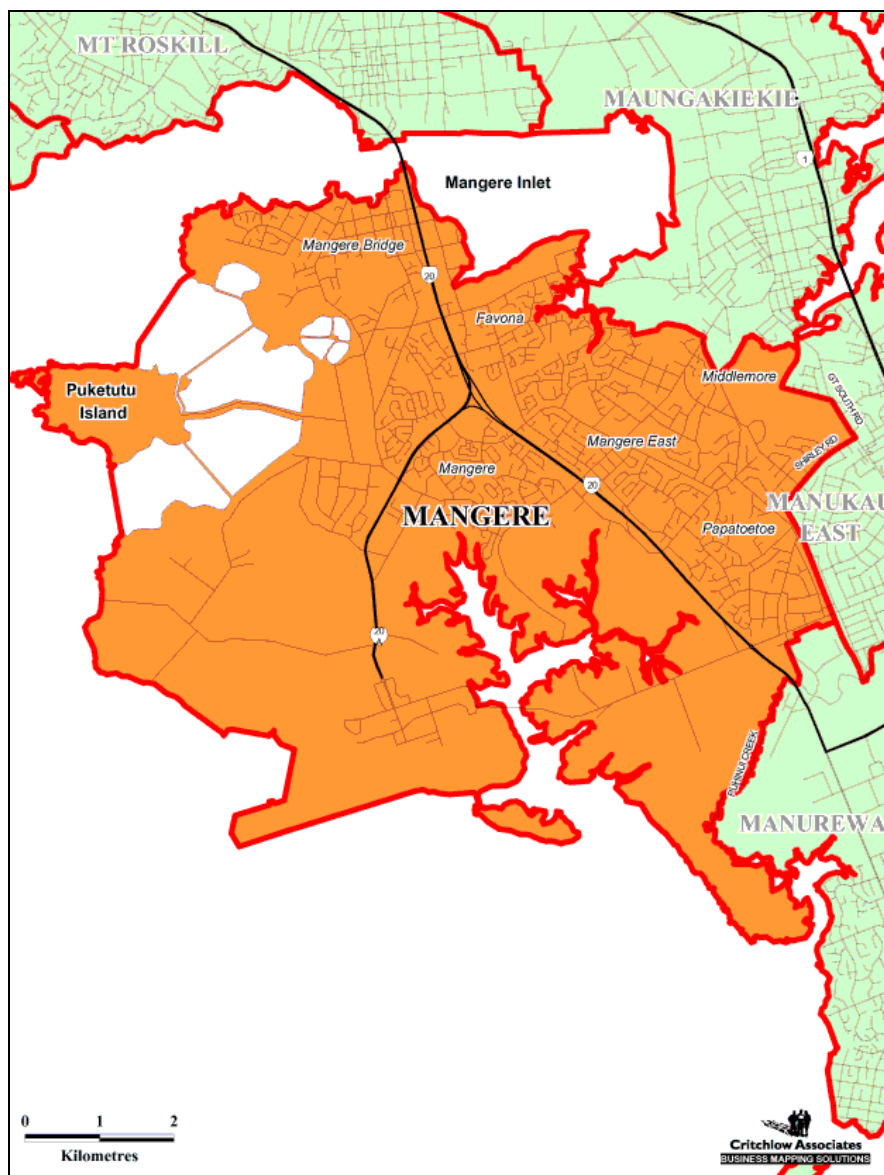 MT ROSKILL
MAUNGAKIEKIE
1
Mangere Inlet
Mangere Bridge
20
Favona
Middlemore
GT SOUTH RD
Puketutu
Island
Mangere East
SHIRLEY RD
Mangere
20
MANUKAU
EAST
MANGERE
Papatoetoe
20
A
PUHINUI CREEK
MANUREWA
0 1 2
Kilometres
Critchlow Associates
BUSINESS MAPPING SOLUTIONS